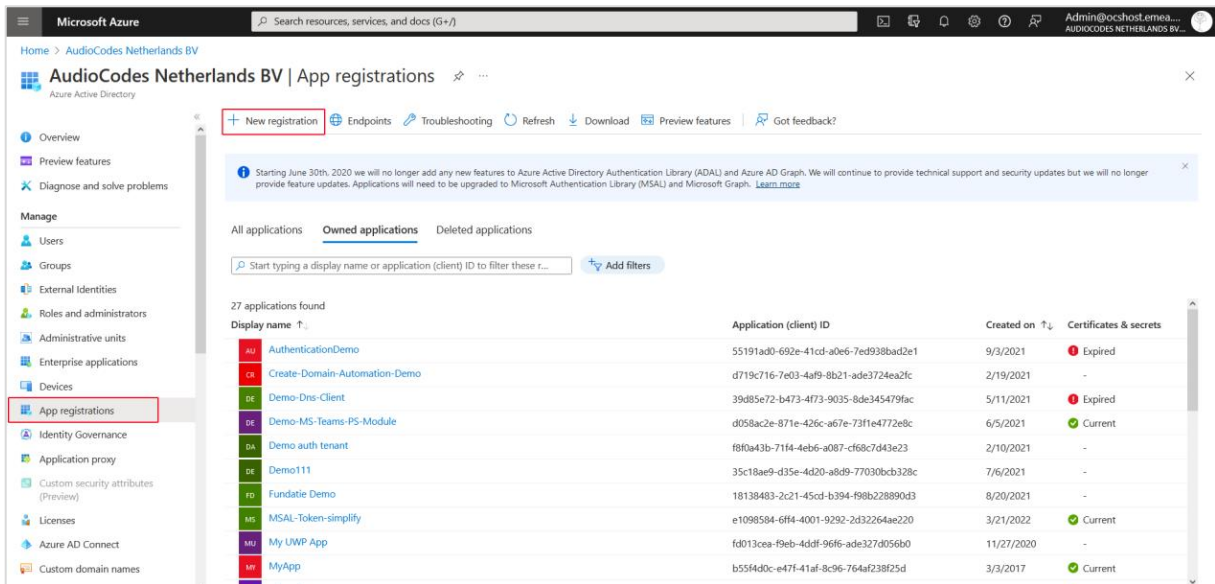 Microsoft Azure
Search resources, services, and docs (G+/)
Admin@ocshost.emea....
AUDIOCODES NETHERLANDS BV...
Home > AudioCodes Netherlands BV
AudioCodes Netherlands BV | App registrations
Azure Active Directory
New registration Endpoints Troubleshooting Refresh Download Preview features Got feedback?
Overview
Preview features
Diagnose and solve problems
Manage
Users
Groups
External Identities
Roles and administrators
Administrative units
Enterprise applications
Devices
App registrations
Identity Governance
Application proxy
Custom security attributes
(Preview)
Licenses
Azure AD Connect
Custom domain names
Starting June 30th, 2020 we will no longer add any new features to Azure Active Directory Authentication Library (ADAL) and Azure AD Graph. We will continue to provide technical support and security updates but we will no longer
provide feature updates. Applications will need to be upgraded to Microsoft Authentication Library (MSAL) and Microsoft Graph. Learn more
All applications Owned applications Deleted applications
Start typing a display name or application (client) ID to filter these r...
Add filters
27 applications found
Display name Application (client) ID Created on Certificates & secrets
AU AuthenticationDemo 55191ad0-692e-41cd-a0e6-7ed938bad2e1 9/3/2021 Expired
CR Create-Domain-Automation-Demo d719c716-7e03-4af9-8b21-ade3724ea2fc 2/19/2021 -
DE Demo-Dns-Client 39d85e72-b473-4f73-9035-8de345479fac 5/11/2021 Expired
DE Demo-MS-Teams-PS-Module d058ac2e-871e-426c-a67e-73f1e4772e8c 6/5/2021 Current
DA Demo auth tenant f8f0a43b-71f4-4eb6-a087-cf68c7d43e23 2/10/2021 -
DE Demo111 35c18ae9-d35e-4d20-a8d9-77030bcb328c 7/6/2021 -
FD Fundatie Demo 18138483-2c21-45cd-b394-f98b228890d3 8/20/2021 -
MS MSAL-Token-simplify e1098584-6ff4-4001-9292-2d32264ae220 3/21/2022 Current
MU My UWP App fd013cea-f9eb-4ddf-96f6-ade327d056b0 11/27/2020 -
MY MyApp b55f4d0c-e47f-41af-8c96-764af238f25d 3/3/2017 Current